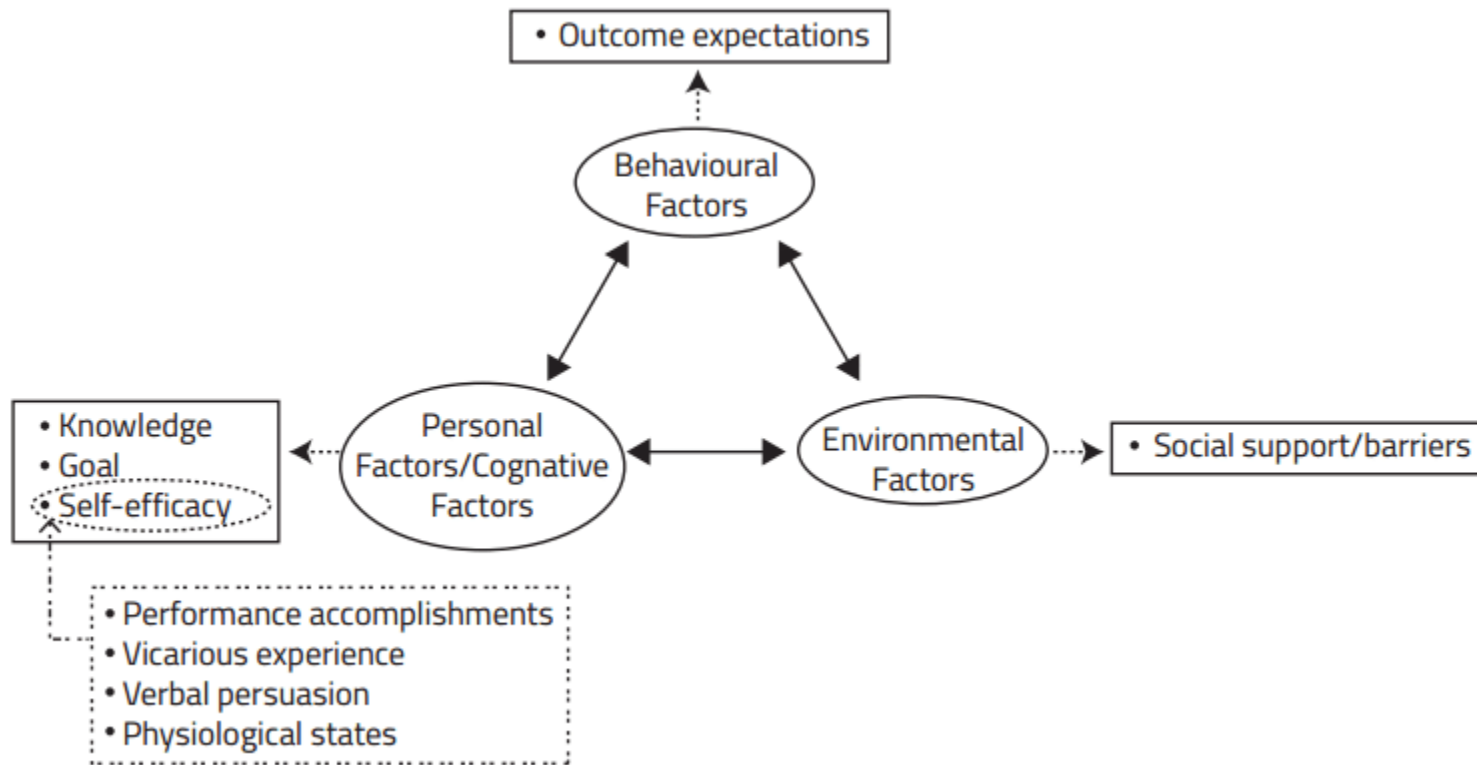 • Outcome expectations
Behavioural
Factors
• Knowledge
• Goal
• Self-efficacy
Personal
Factors/Cognative
Factors
Environmental
Factors
• Social support/barriers
• Performance accomplishments
• Vicarious experience
• Verbal persuasion
• Physiological states